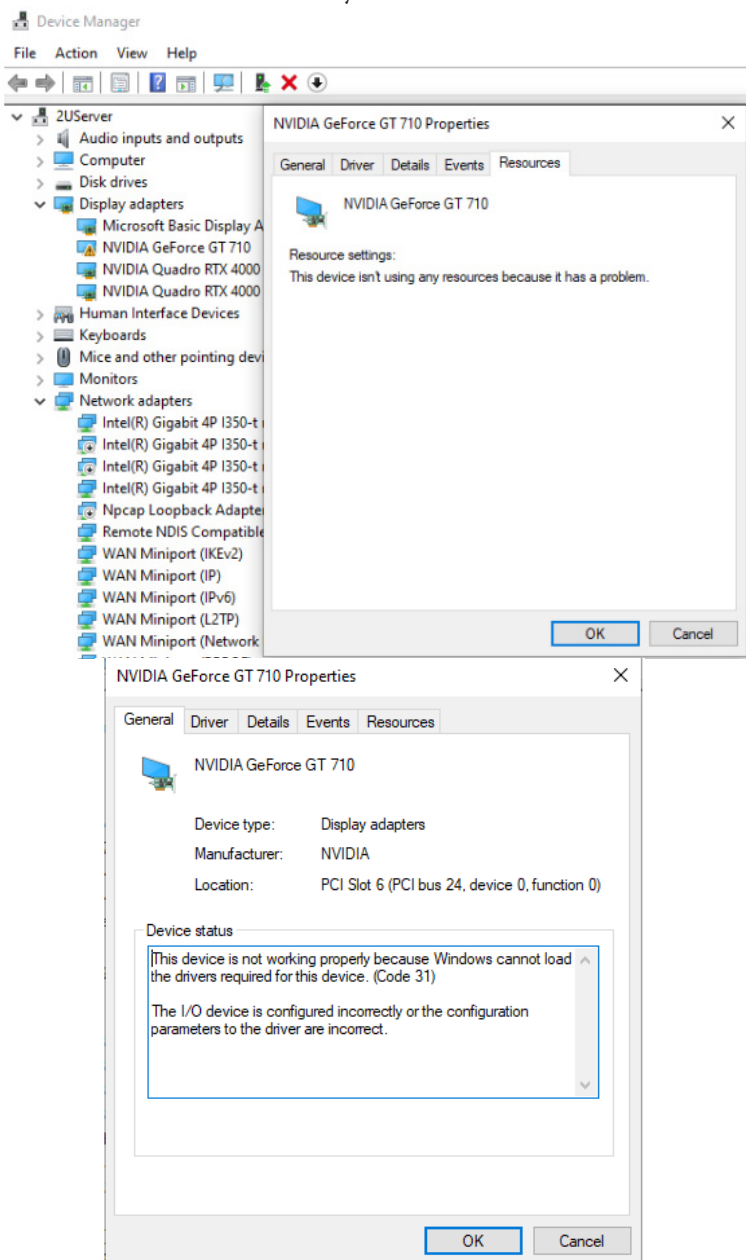 Device Manager
File Action View Help
2UServer
Audio inputs and outputs
Computer
Disk drives
Display adapters
Microsoft Basic Display A
NVIDIA GeForce GT 710
NVIDIA Quadro RTX 4000
NVIDIA Quadro RTX 4000
Human Interface Devices
Keyboards
Mice and other pointing devi
Monitors
Network adapters
Intel(R) Gigabit 4P I350-t
Intel(R) Gigabit 4P I350-t
Intel(R) Gigabit 4P I350-t
Intel(R) Gigabit 4P I350-t
Npcap Loopback Adapte
Remote NDIS Compatible
WAN Miniport (IKEv2)
WAN Miniport (IP)
WAN Miniport (IPv6)
WAN Miniport (L2TP)
WAN Miniport (Network
NVIDIA GeForce GT 710 Properties
General Driver Details Events Resources
NVIDIA GeForce GT 710
Resource settings:
This device isn't using any resources because it has a problem.
OK Cancel
NVIDIA GeForce GT 710 Properties
General Driver Details Events Resources
NVIDIA GeForce GT 710
Device type: Display adapters
Manufacturer: NVIDIA
Location: PCI Slot 6 (PCI bus 24, device 0, function 0)
Device status
This device is not working properly because Windows cannot load
the drivers required for this device. (Code 31)
The I/O device is configured incorrectly or the configuration
parameters to the driver are incorrect.
OK Cancel